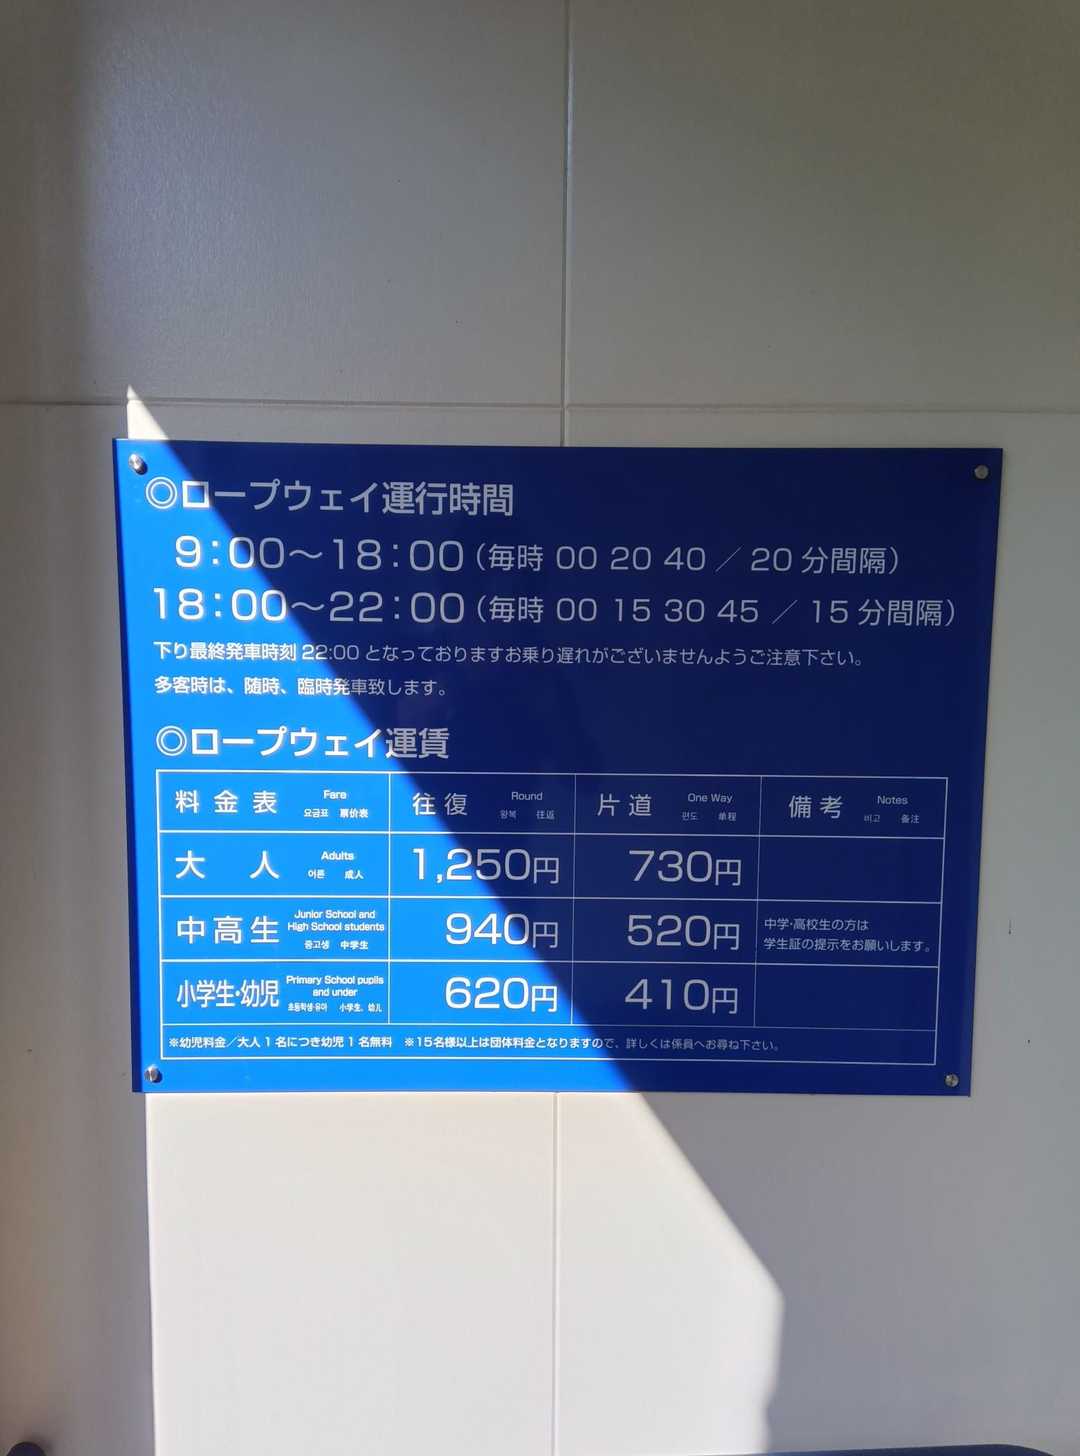 ◎ロープウェイ運行時間
9:00～18:00(毎時 00 20 40 ／ 20 分間隔)
18:00～22:00(毎時 00 15 30 45 ／ 15 分間隔)
下り最終発車時刻 22:00 となっておりますお乗り遅れがございませんようご注意下さい。
多客時は、随時、臨時発車致します。
◎ロープウェイ運賃
料金表 Fare 요금표 票价表 往復 Round 왕복 往返 片道 One Way 편도 单程 備考 Notes 비고 备注
大人 Adults 어른 成人 1,250円 730円
中高生 Junior School and High School students 중고생 中学生 940円 520円 中学・高校生の方は 学生証の提示をお願いします。
小学生・幼児 Primary School pupils and under 초등학생·유아 小学生、幼儿 620円 410円
※幼児料金／大人 1 名につき幼児 1 名無料 ※15名様以上は団体料金となりますので、詳しくは係員へお尋ね下さい。